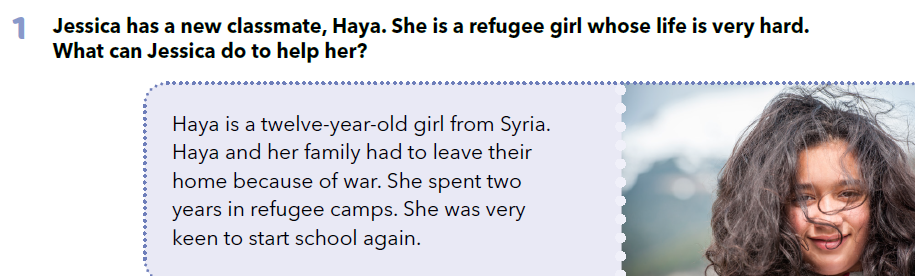 1 Jessica has a new classmate, Haya. She is a refugee girl whose life is very hard.
What can Jessica do to help her?
Haya is a twelve-year-old girl from Syria.
Haya and her family had to leave their
home because of war. She spent two
years in refugee camps. She was very
keen to start school again.